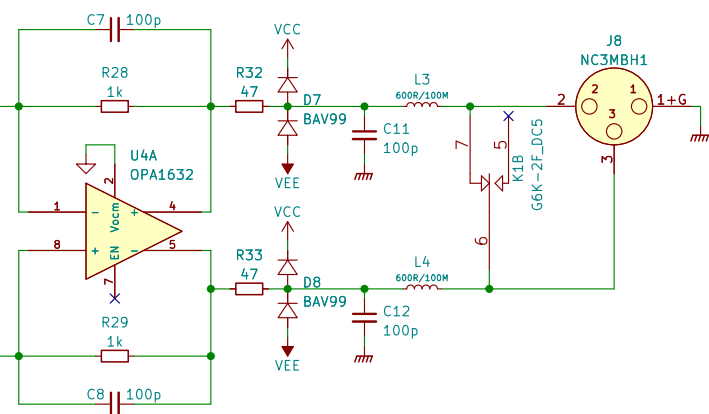 C7 100p
VCC
J8
NC3MBH1
R28
1k
R32
47
L3
600R/100M
D7
BAV99
2
2
1
3
1+G
C11
100p
7
5
K1B
G6K-2F_DC5
3
VEE
U4A
OPA1632
2
Vocm
1
-
+
4
8
+
-
5
EN
7
VCC
6
R33
47
L4
600R/100M
D8
BAV99
C12
100p
R29
1k
VEE
C8 100p